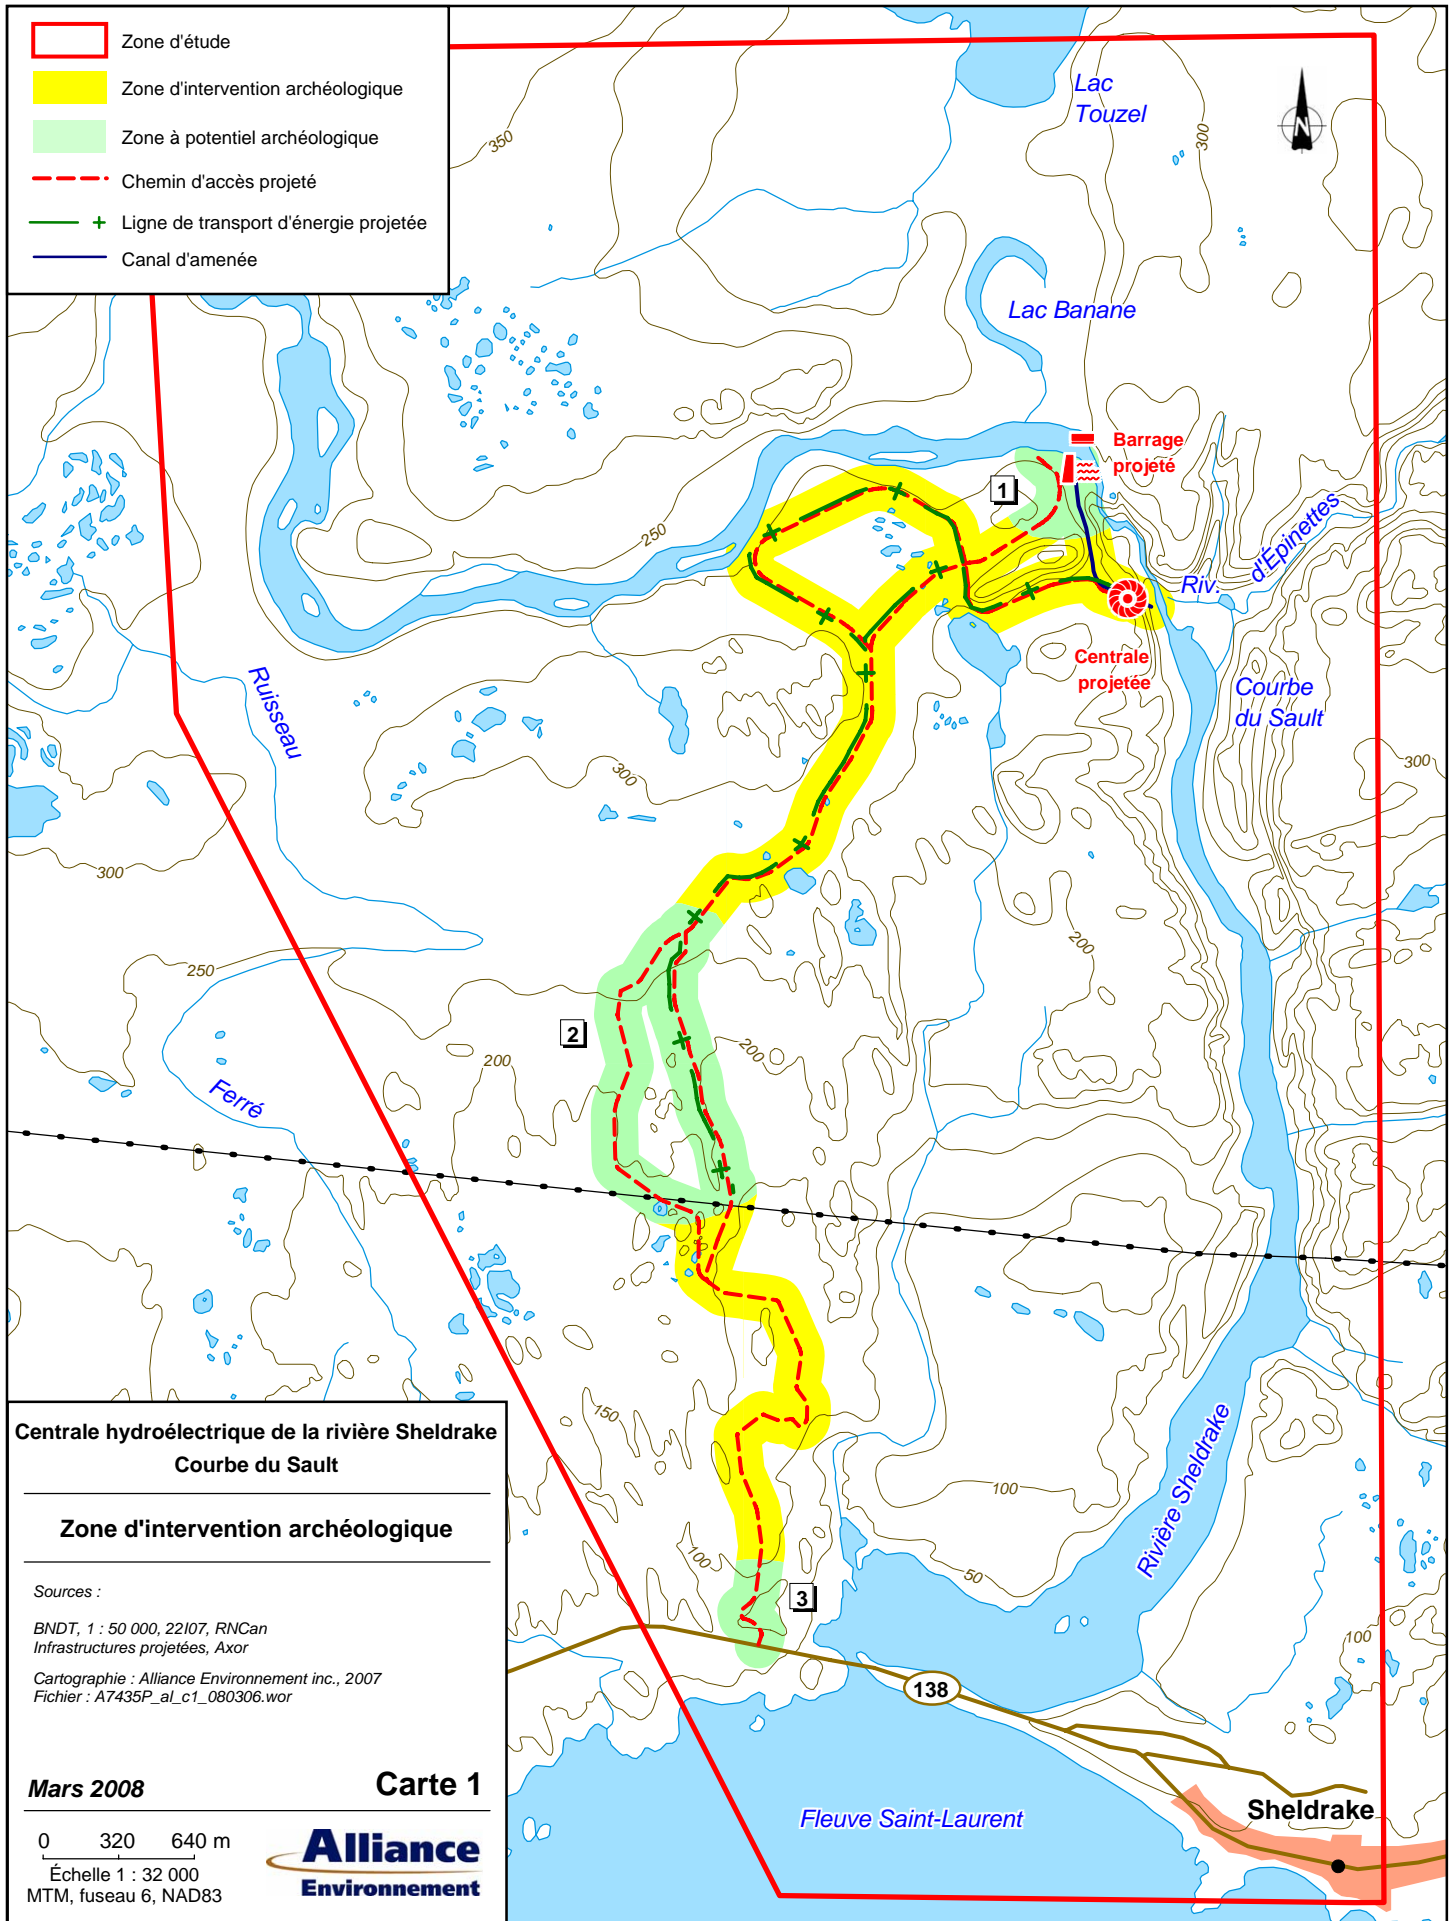 Zone d'étude
Zone d'intervention archéologique
Zone à potentiel archéologique
Chemin d'accès projeté
Ligne de transport d'énergie projetée
Canal d'amenée
350
Lac
Touzel
300
N
Lac Banane
Barrage
projeté
1
250
Riv.
d'Épinettes
Centrale
projetée
Courbe
du Sault
Ruisseau
300
300
300
200
250
2
200
200
Ferré
150
100
Rivière Sheldrake
100
50
3
100
138
Fleuve Saint-Laurent
Sheldrake
Centrale hydroélectrique de la rivière Sheldrake
Courbe du Sault
Zone d'intervention archéologique
Sources :
BNDT, 1 : 50 000, 22I07, RNCan
Infrastructures projetées, Axor
Cartographie : Alliance Environnement inc., 2007
Fichier : A7435P_al_c1_080306.wor
Mars 2008
Carte 1
0 320 640 m
Échelle 1 : 32 000
MTM, fuseau 6, NAD83
Alliance
Environnement